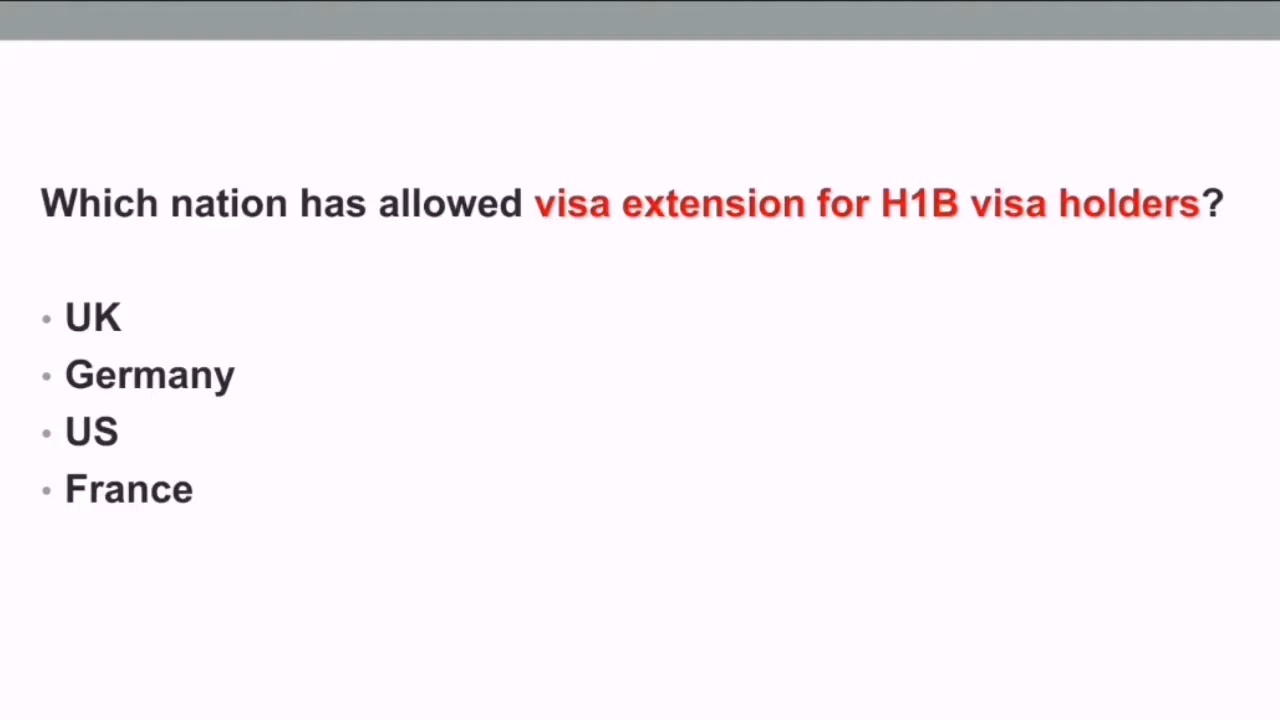 Which nation has allowed visa extension for H1B visa holders?
• UK
• Germany
• US
• France